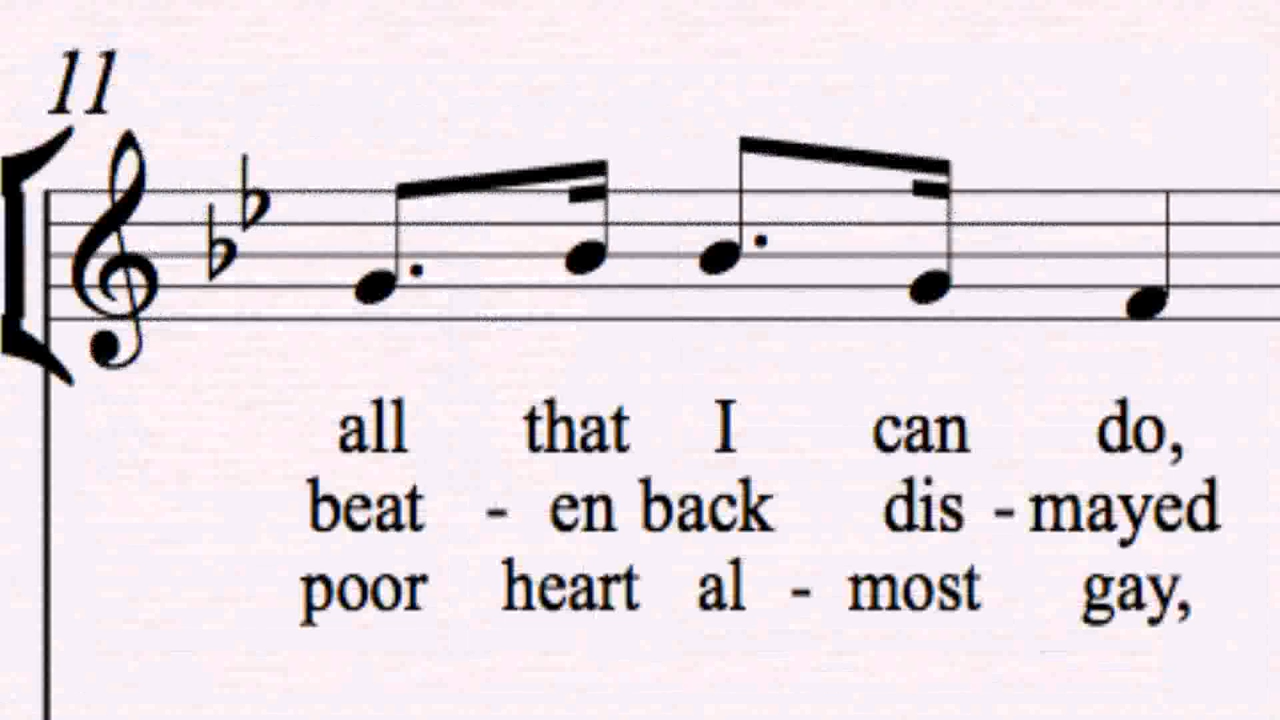 11
all that I can do,
beat - en back dis - mayed
poor heart al - most gay,